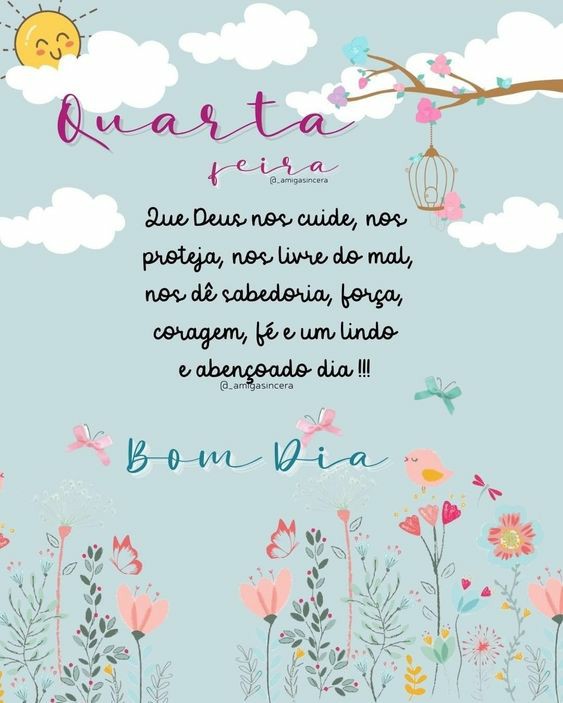 Quarta
feira
@_amigasincera
Que Deus nos cuide, nos
proteja, nos livre do mal,
nos dê sabedoria, força,
coragem, fé e um lindo
e abençoado dia !!!
@_amigasincera
Bom Dia